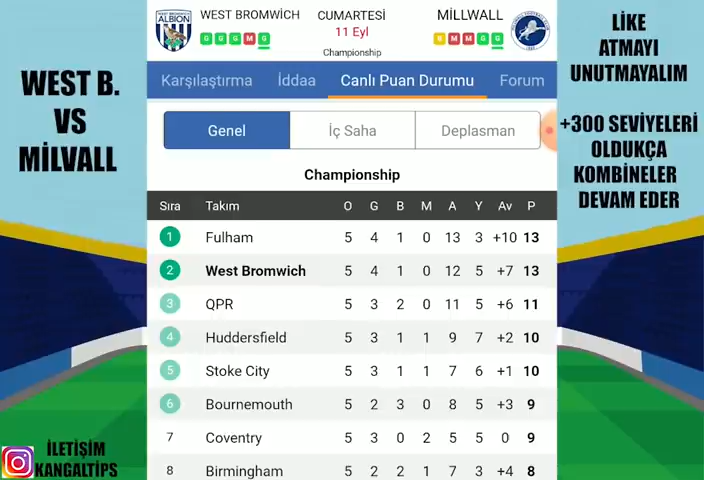 WEST B.
VS
MİLVALL
İLETİŞİM
KANGALTİPS
ALBION
WEST BROMWİCH
G G G M G
CUMARTESİ
11 Eyl
Championship
MİLLWALL
B M M G G
Karşılaştırma İddaa Canlı Puan Durumu Forum
Genel İç Saha Deplasman
Championship
Sıra Takım O G B M A Y Av P
1 Fulham 5 4 1 0 13 3 +10 13
2 West Bromwich 5 4 1 0 12 5 +7 13
3 QPR 5 3 2 0 11 5 +6 11
4 Huddersfield 5 3 1 1 9 7 +2 10
5 Stoke City 5 3 1 1 7 6 +1 10
6 Bournemouth 5 2 3 0 8 5 +3 9
7 Coventry 5 3 0 2 5 5 0 9
8 Birmingham 5 2 2 1 7 3 +4 8
LİKE
ATMAYI
UNUTMAYALIM
+300 SEVİYELERİ
OLDUKÇA
KOMBİNELER
DEVAM EDER